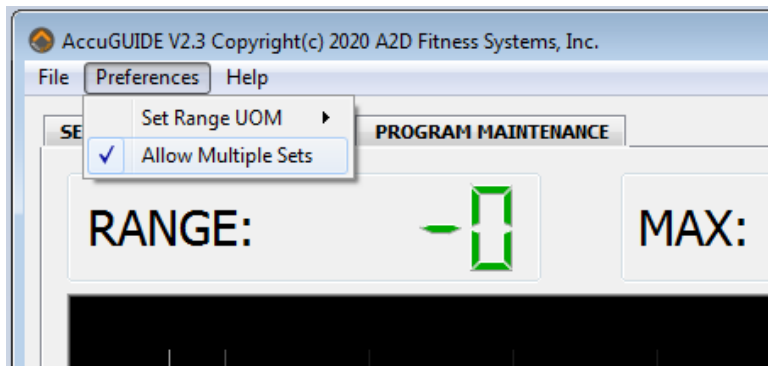 AccuGUIDE V2.3 Copyright(c) 2020 A2D Fitness Systems, Inc.
File Preferences Help
Set Range UOM
SE PROGRAM MAINTENANCE
Allow Multiple Sets
RANGE: -0 MAX: